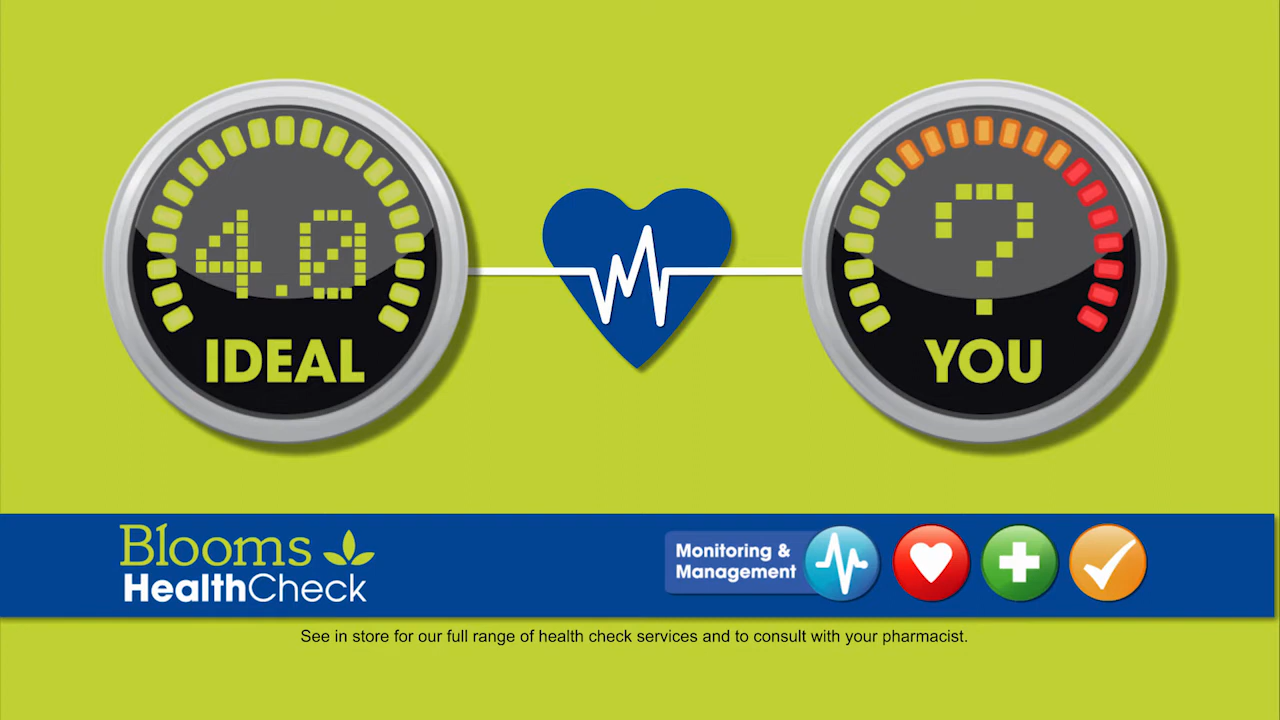 4.0
IDEAL
?
YOU
Blooms
HealthCheck
Monitoring &
Management
See in store for our full range of health check services and to consult with your pharmacist.